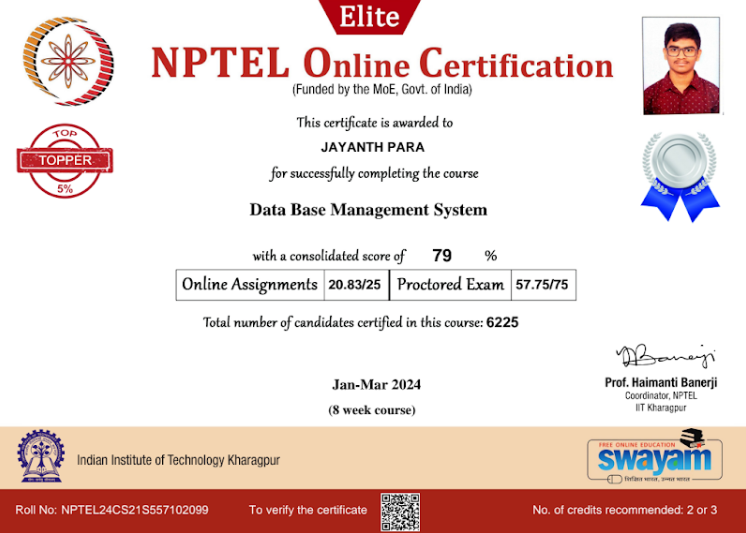 Elite
NPTEL Online Certification
(Funded by the MoE, Govt. of India)
This certificate is awarded to
JAYANTH PARA
for successfully completing the course
Data Base Management System
with a consolidated score of 79 %
Online Assignments 20.83/25 Proctored Exam 57.75/75
Total number of candidates certified in this course: 6225
TOP
TOPPER
5%
Jan-Mar 2024
(8 week course)
Prof. Haimanti Banerji
Coordinator, NPTEL
IIT Kharagpur
Indian Institute of Technology Kharagpur
FREE ONLINE EDUCATION
swayam
शिक्षित भारत, उन्नत भारत
Roll No: NPTEL24CS21S557102099
To verify the certificate
No. of credits recommended: 2 or 3